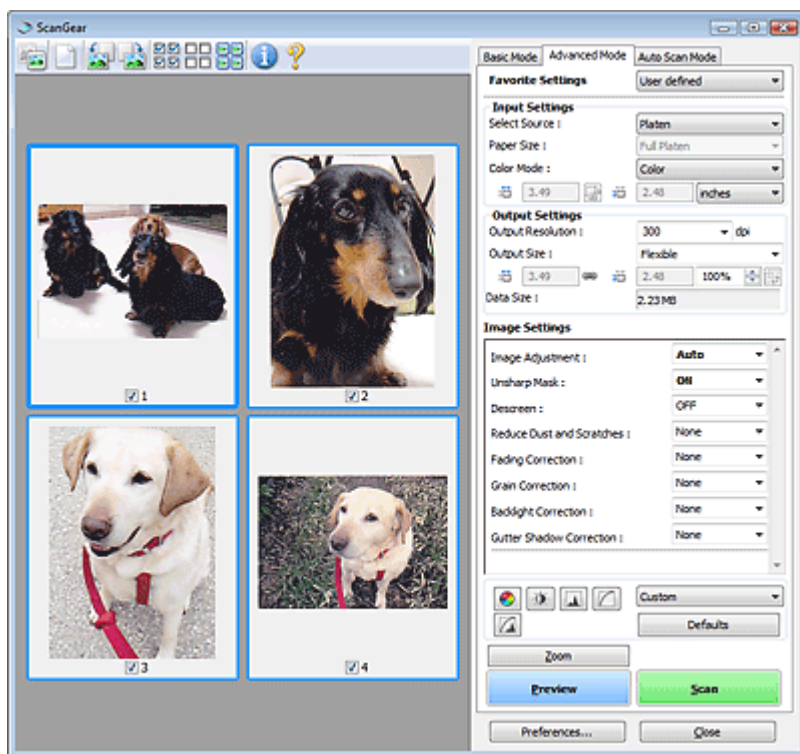 ScanGear
Basic Mode Advanced Mode Auto Scan Mode
Favorite Settings User defined
Input Settings
Select Source : Platen
Paper Size : Full Platen
Color Mode : Color
3.49 2.48 inches
Output Settings
Output Resolution : 300 dpi
Output Size : Flexible
3.49 2.48 100%
Data Size : 2.23 MB
Image Settings
Image Adjustment : Auto
Unsharp Mask : ON
Descreen : OFF
Reduce Dust and Scratches : None
Fading Correction : None
Grain Correction : None
Backlight Correction : None
Gutter Shadow Correction : None
Custom
Defaults
Zoom
Preview Scan
Preferences... Close
1
2
3
4